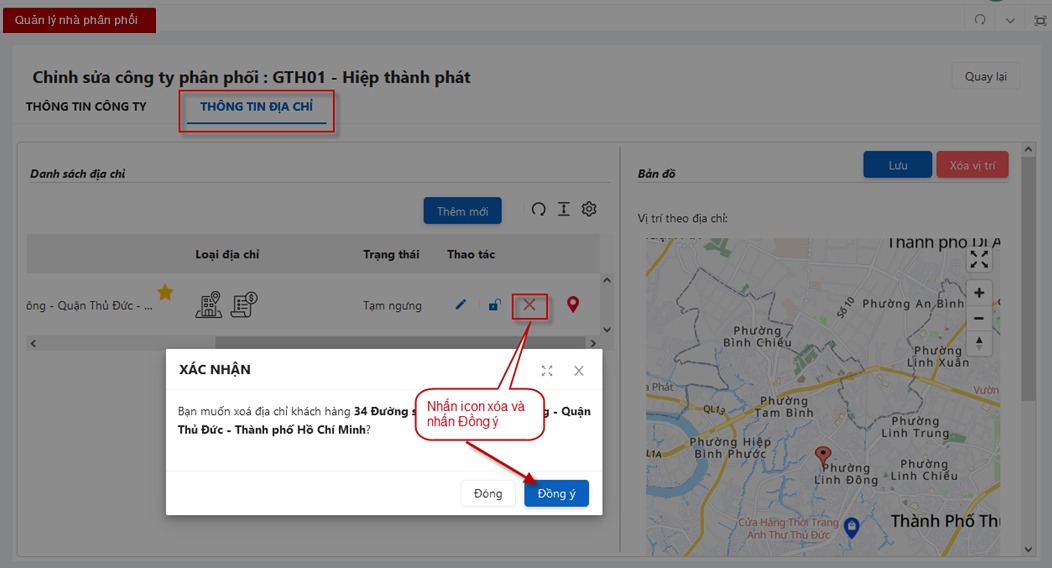 Quản lý nhà phân phối
Chỉnh sửa công ty phân phối : GTH01 - Hiệp thành phát
Quay lại
THÔNG TIN CÔNG TY
THÔNG TIN ĐỊA CHỈ
Danh sách địa chỉ
Thêm mới
Loại địa chỉ
Trạng thái
Thao tác
ông - Quận Thủ Đức - ...
Tạm ngưng
Bản đồ
Lưu
Xóa vị trí
Vị trí theo địa chỉ:
Thành phố Dĩ A
S610
Phường An Bình
Phường
Bình Chiểu
Phường
Linh Xuân
a Phát
Vườn
QL13
Phường
Tam Bình
Phường
Linh Trung
Phường Hiệp
Bình Phước
L1A
Phường
Linh Đông
Phường
Linh Chiểu
Cửa Hàng Thời Trang
Anh Thư Thủ Đức
Thành Phố Th
XÁC NHẬN
Bạn muốn xoá địa chỉ khách hàng 34 Đường s
g - Quận
Thủ Đức - Thành phố Hồ Chí Minh?
Nhấn icon xóa và
nhấn Đồng ý
Đóng
Đồng ý